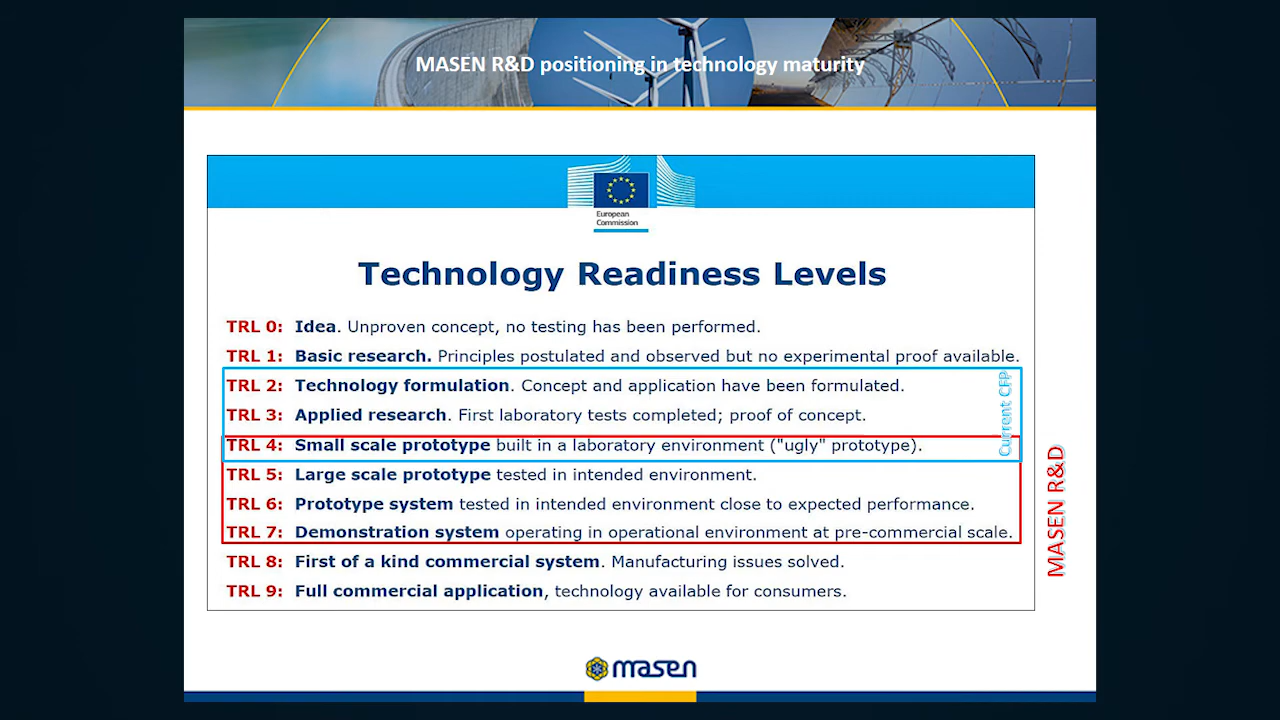 MASEN R&D positioning in technology maturity
European
Commission
Technology Readiness Levels
TRL 0: Idea. Unproven concept, no testing has been performed.
TRL 1: Basic research. Principles postulated and observed but no experimental proof available.
TRL 2: Technology formulation. Concept and application have been formulated.
TRL 3: Applied research. First laboratory tests completed; proof of concept.
TRL 4: Small scale prototype built in a laboratory environment ("ugly" prototype).
TRL 5: Large scale prototype tested in intended environment.
TRL 6: Prototype system tested in intended environment close to expected performance.
TRL 7: Demonstration system operating in operational environment at pre-commercial scale.
TRL 8: First of a kind commercial system. Manufacturing issues solved.
TRL 9: Full commercial application, technology available for consumers.
Current CFP
MASEN R&D
masen